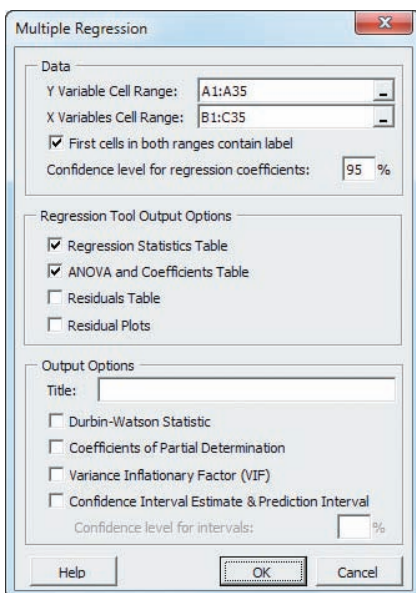 Multiple Regression
Data
Y Variable Cell Range: A1:A35
X Variables Cell Range: B1:C35
First cells in both ranges contain label
Confidence level for regression coefficients: 95 %
Regression Tool Output Options
Regression Statistics Table
ANOVA and Coefficients Table
Residuals Table
Residual Plots
Output Options
Title:
Durbin-Watson Statistic
Coefficients of Partial Determination
Variance Inflationary Factor (VIF)
Confidence Interval Estimate & Prediction Interval
Confidence level for intervals: %
Help OK Cancel